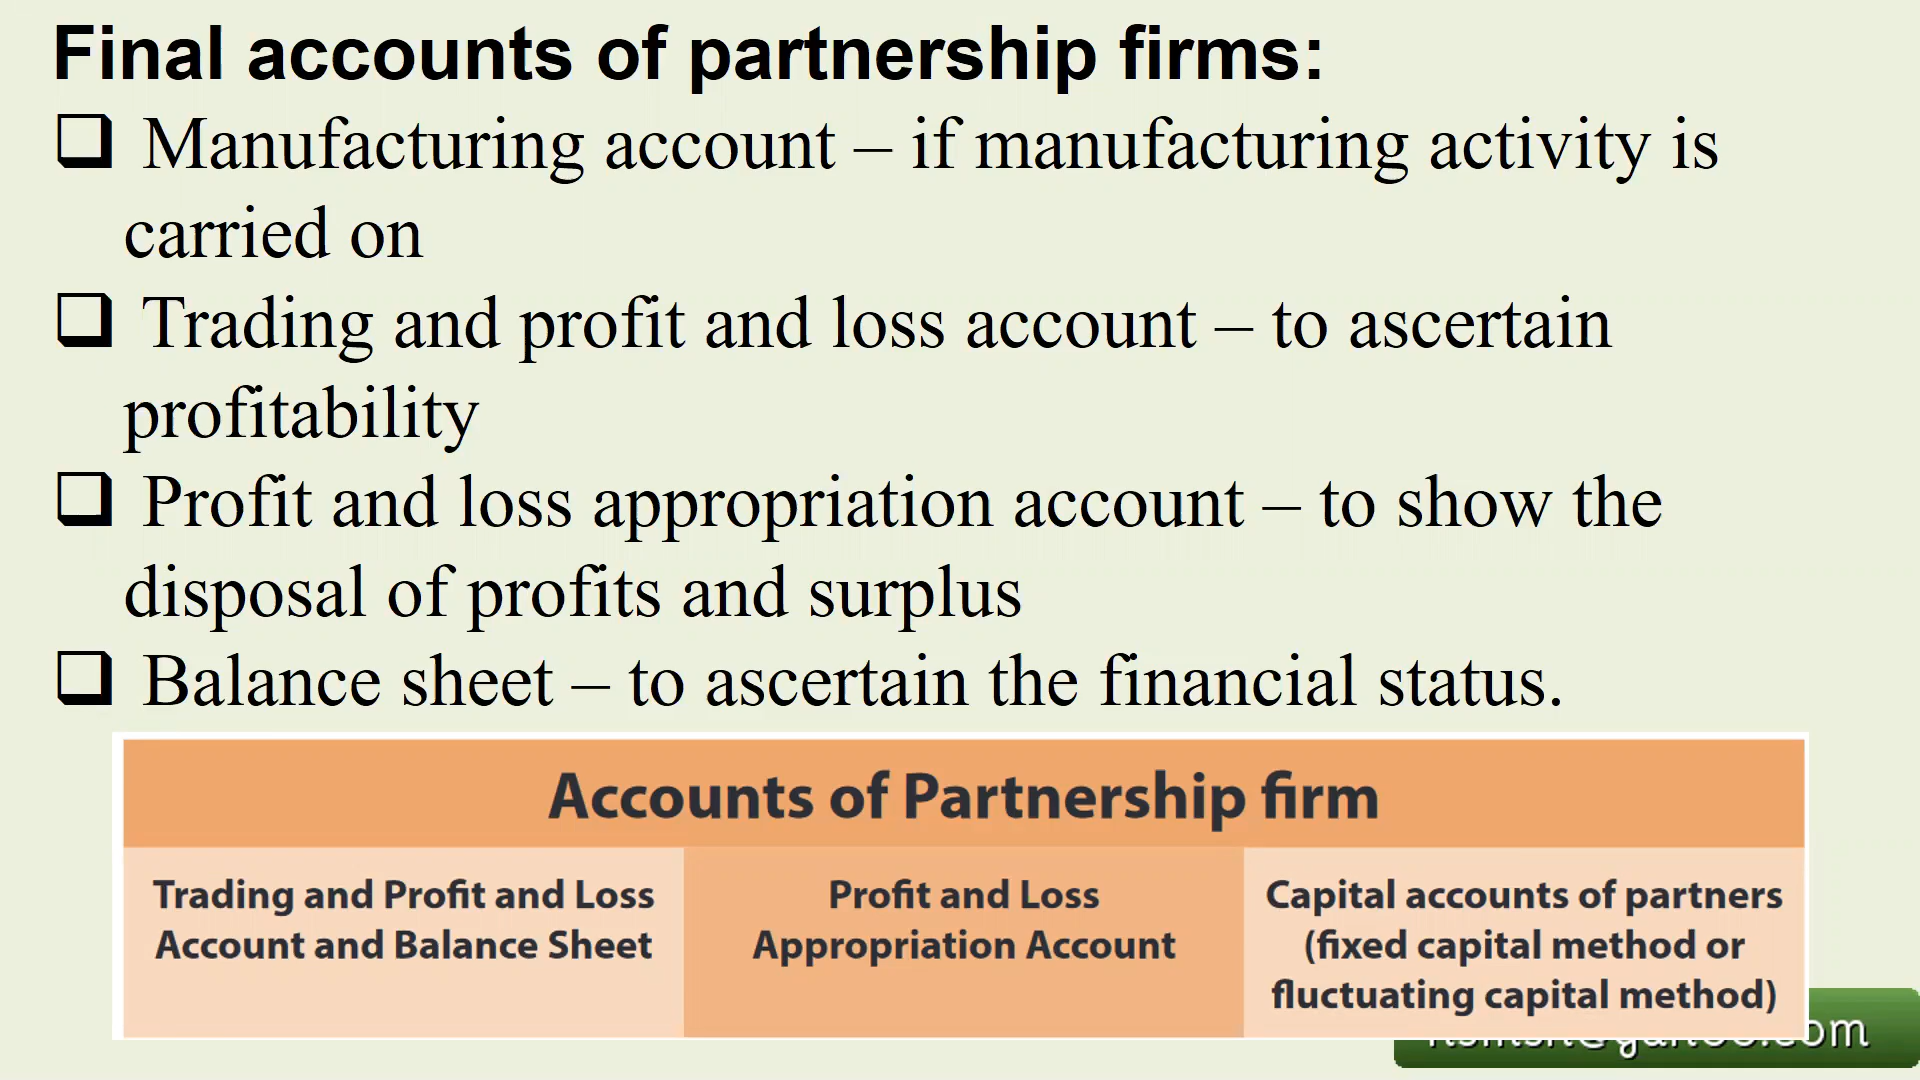 Final accounts of partnership firms:
❑ Manufacturing account – if manufacturing activity is
carried on
❑ Trading and profit and loss account – to ascertain
profitability
❑ Profit and loss appropriation account – to show the
disposal of profits and surplus
❑ Balance sheet – to ascertain the financial status.
Accounts of Partnership firm
Trading and Profit and Loss
Account and Balance Sheet
Profit and Loss
Appropriation Account
Capital accounts of partners
(fixed capital method or
fluctuating capital method)